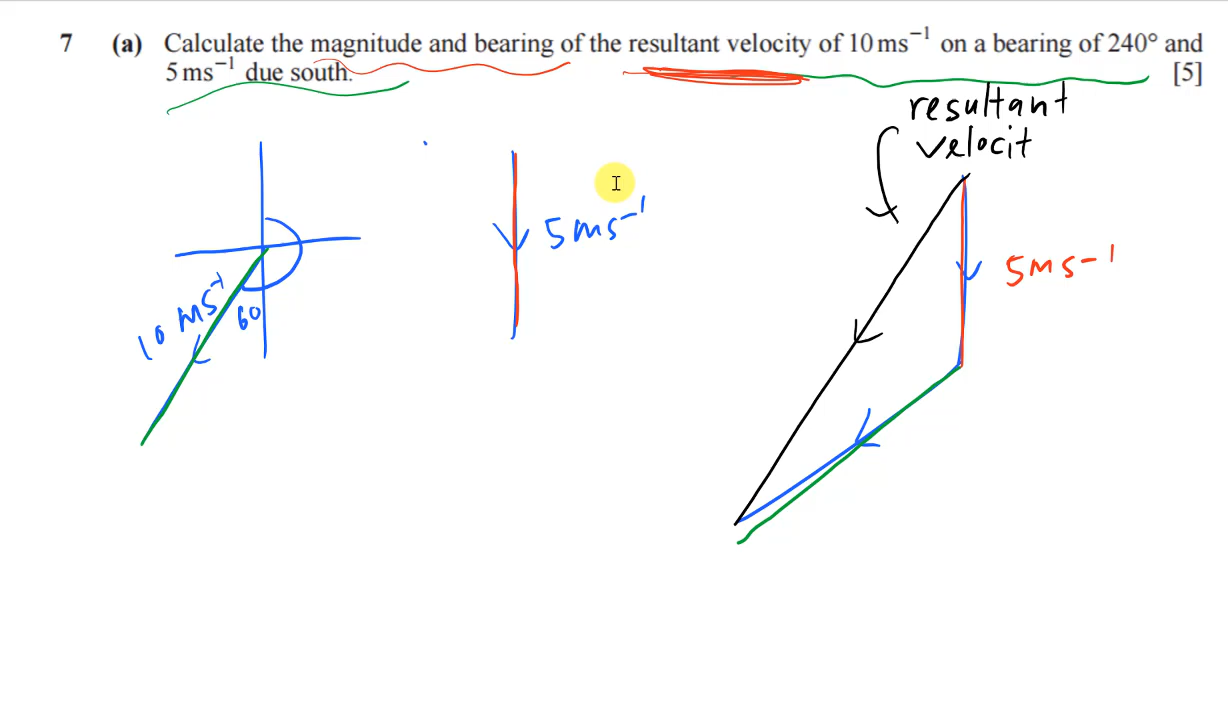 7 (a) Calculate the magnitude and bearing of the resultant velocity of 10 ms⁻¹ on a bearing of 240° and
5 ms⁻¹ due south. [5]
resultant
velocit
10 ms⁻¹
60
5ms⁻¹
5ms⁻¹